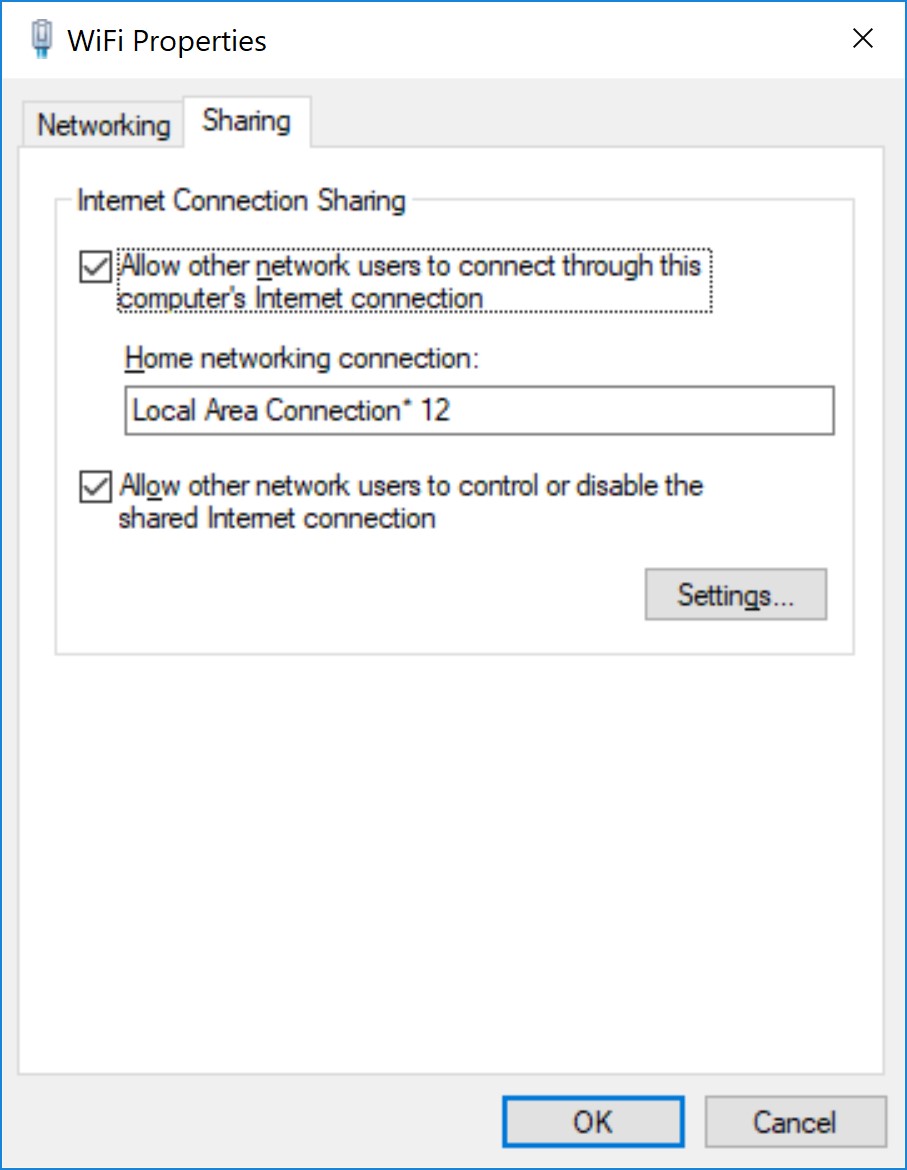 WiFi Properties
Networking
Sharing
Internet Connection Sharing
Allow other network users to connect through this
computer's Internet connection
Home networking connection:
Local Area Connection* 12
Allow other network users to control or disable the
shared Internet connection
Settings...
OK
Cancel